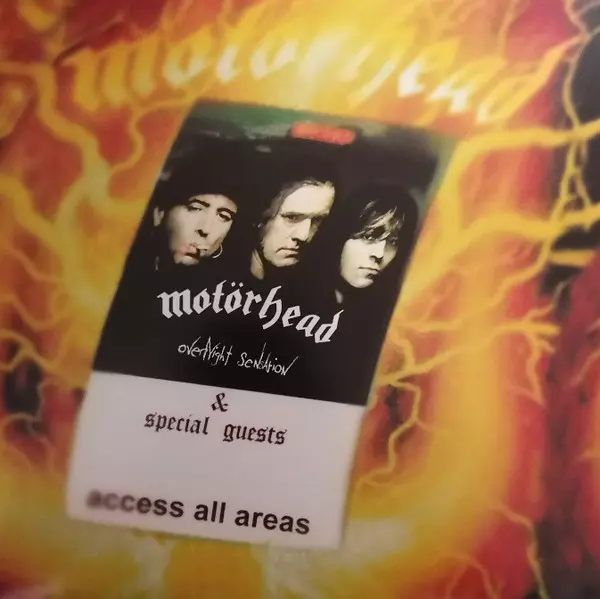 motörhead
motörhead
overnight sensation
&
special guests
access all areas